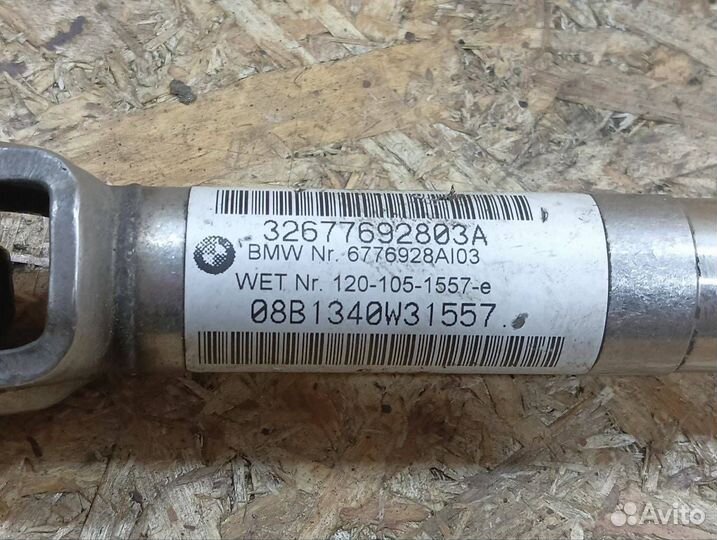 32677692803A
BMW Nr. 6776928AI03
WET Nr. 120-105-1557-e
08B1340W31557
Avito